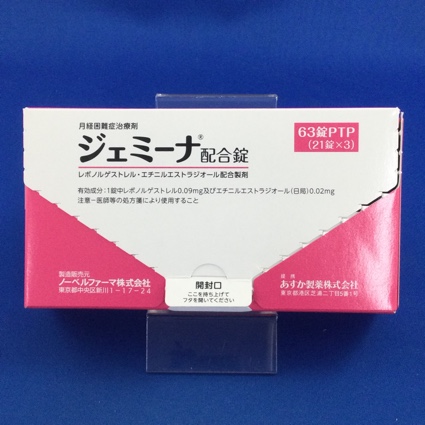 月経困難症治療剤
ジェミーナ®配合錠
レボノルゲストレル・エチニルエストラジオール配合製剤
63錠PTP
(21錠×3)
有効成分:1錠中レボノルゲストレル0.09mg及びエチニルエストラジオール(日局)0.02mg
注意-医師等の処方箋により使用すること
製造販売元
ノーベルファーマ株式会社
東京都中央区新川1-17-24
開封口
ここを持ち上げて
フタを開いてください
提携
あすか製薬株式会社
東京都港区芝浦二丁目5番1号